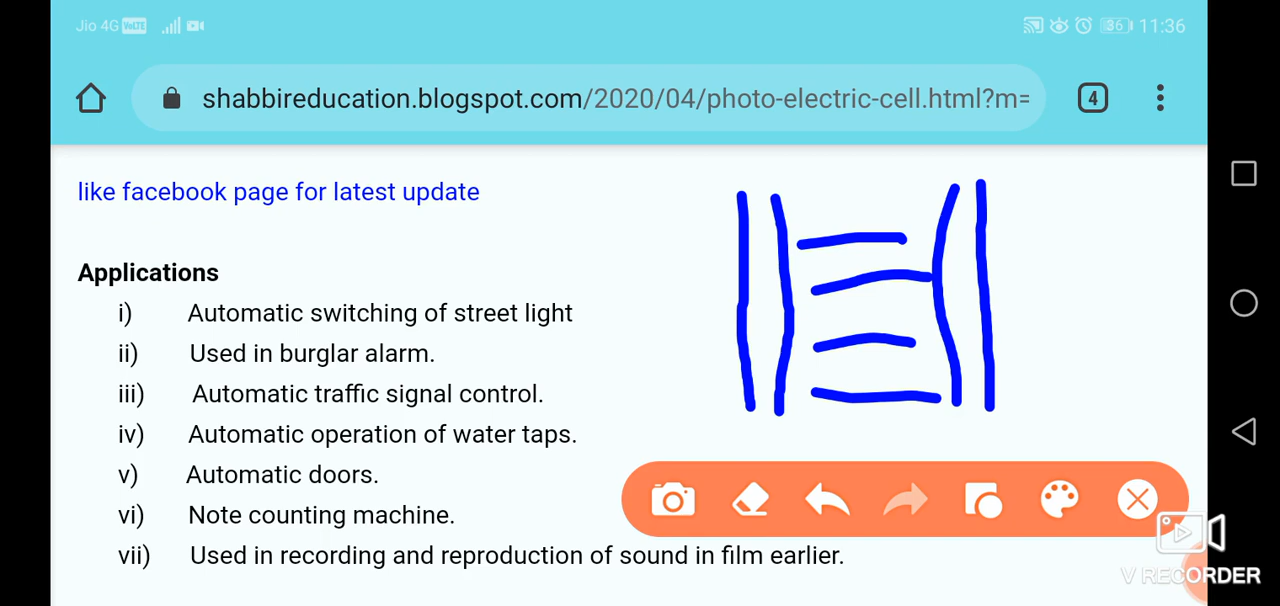 Jio 4G VoLTE 36 11:36
shabbireducation.blogspot.com/2020/04/photo-electric-cell.html?m= 4
like facebook page for latest update
Applications
i) Automatic switching of street light
ii) Used in burglar alarm.
iii) Automatic traffic signal control.
iv) Automatic operation of water taps.
v) Automatic doors.
vi) Note counting machine.
vii) Used in recording and reproduction of sound in film earlier.
V RECORDER